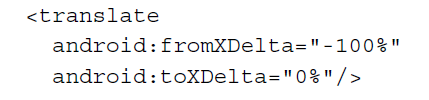 <translate
android:fromXDelta="-100%"
android:toXDelta="0%"/>